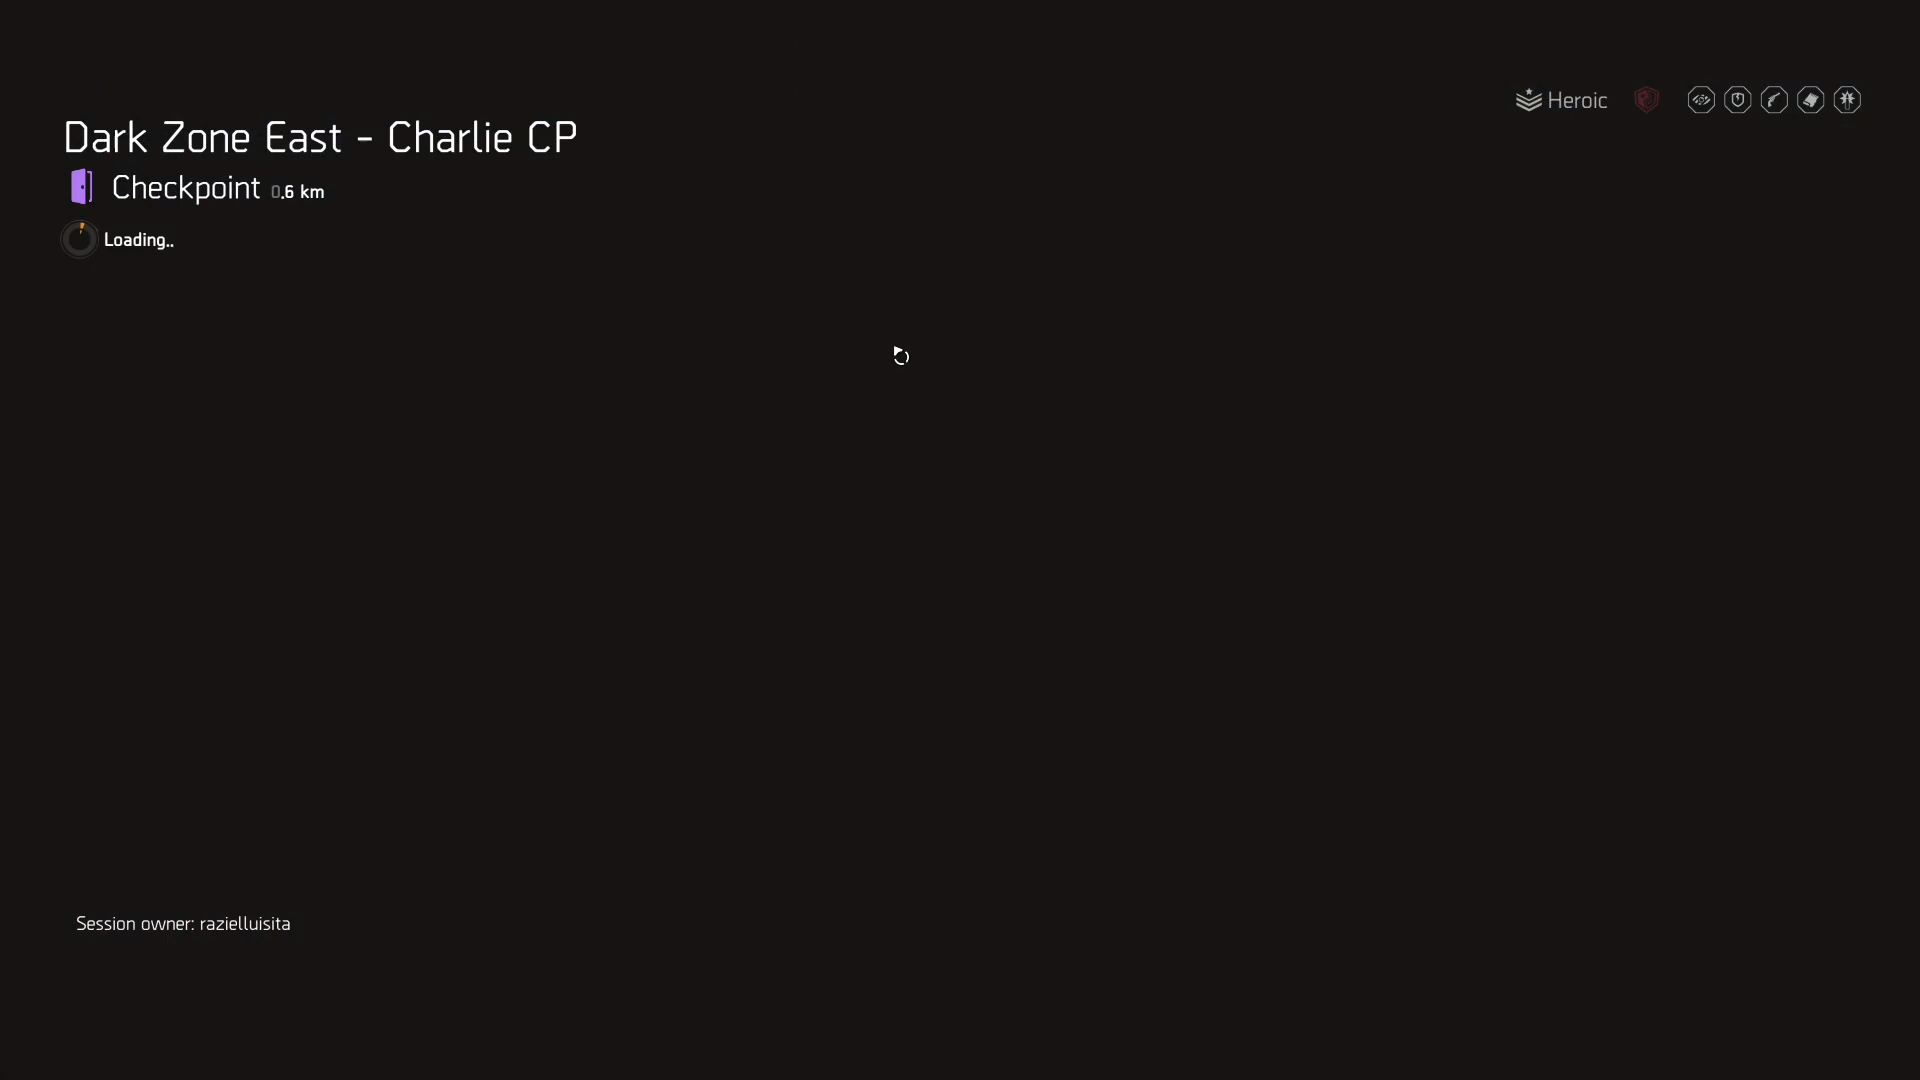 Heroic
Dark Zone East - Charlie CP
Checkpoint 0.6 km
Loading..
Session owner: razielluisita